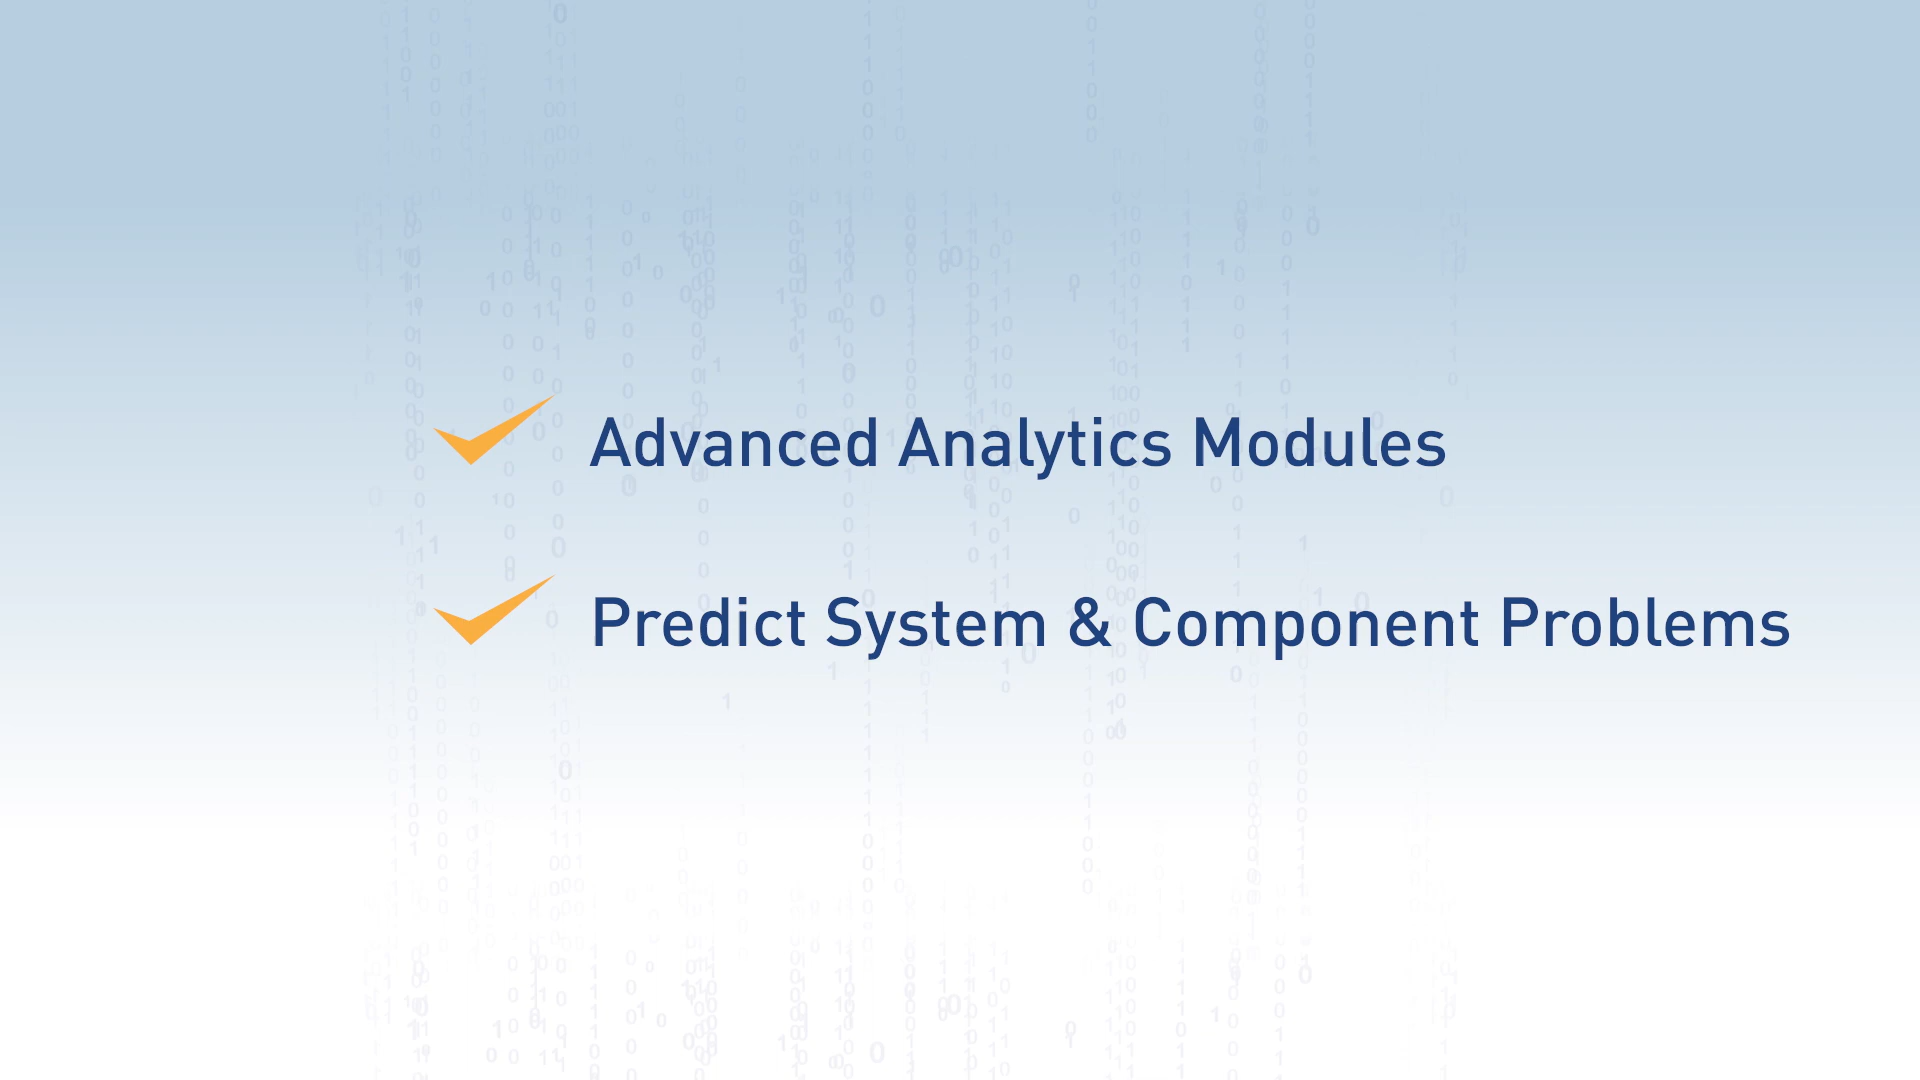 Advanced Analytics Modules
Predict System & Component Problems